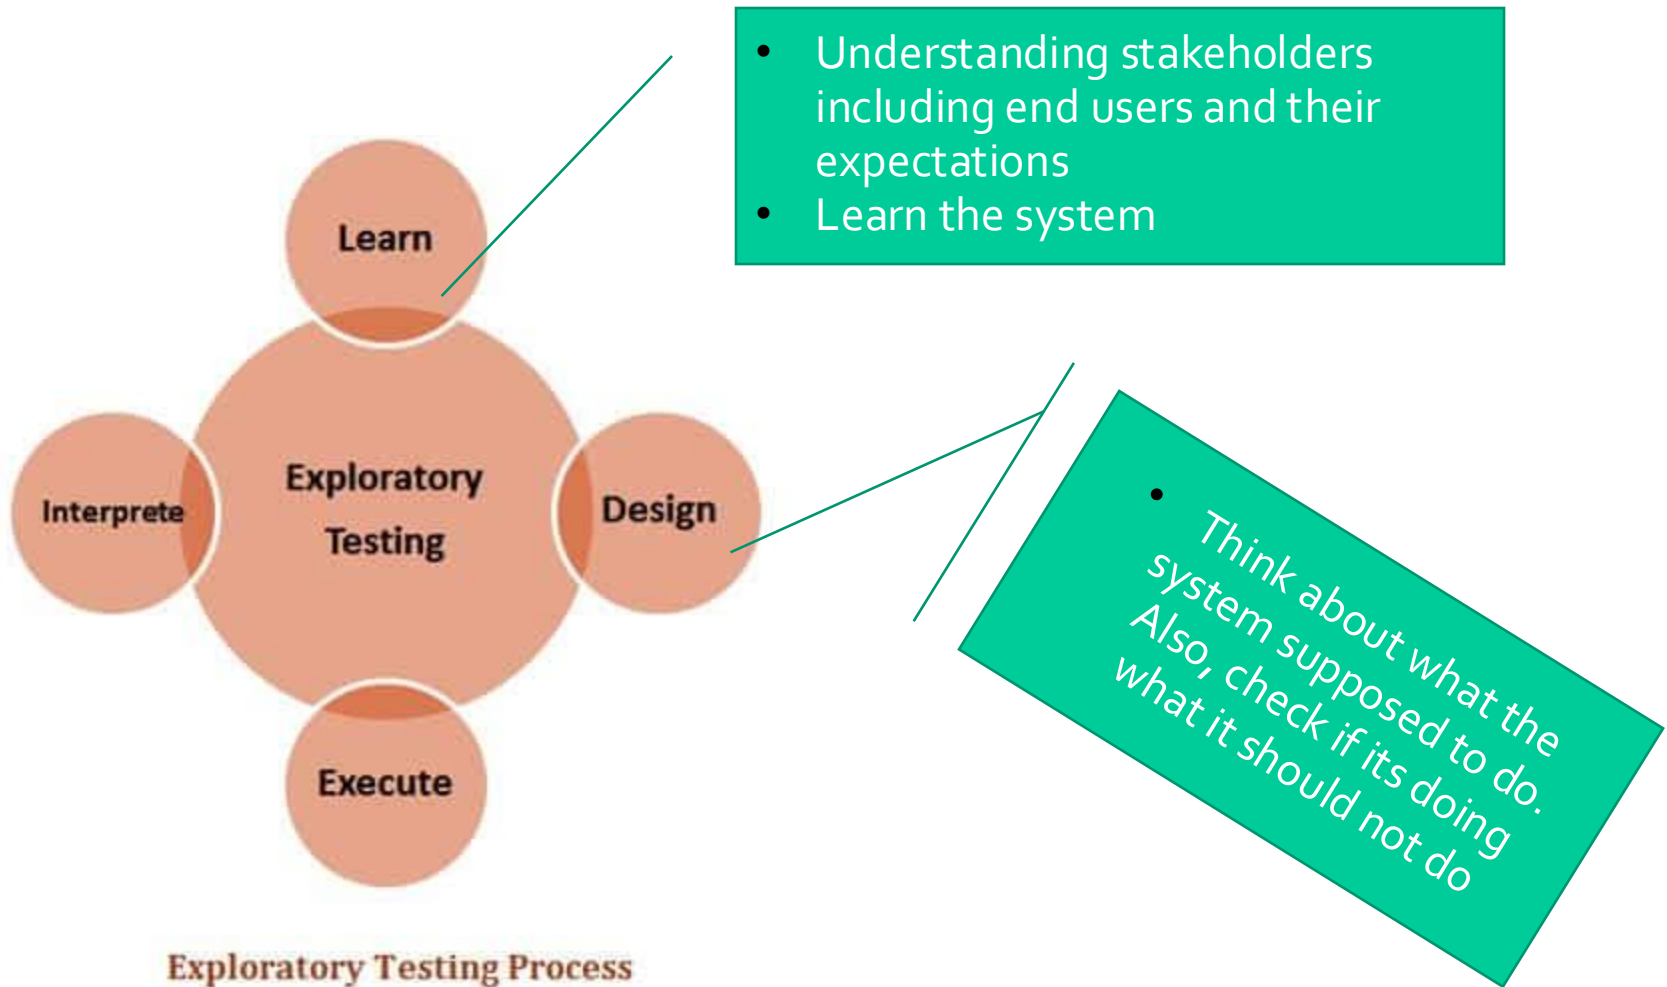 • Understanding stakeholders
including end users and their
expectations
• Learn the system
Learn
Interprete
Exploratory
Testing
Design
Execute
• Think about what the
system supposed to do.
Also, check if its doing
what it should not do
Exploratory Testing Process